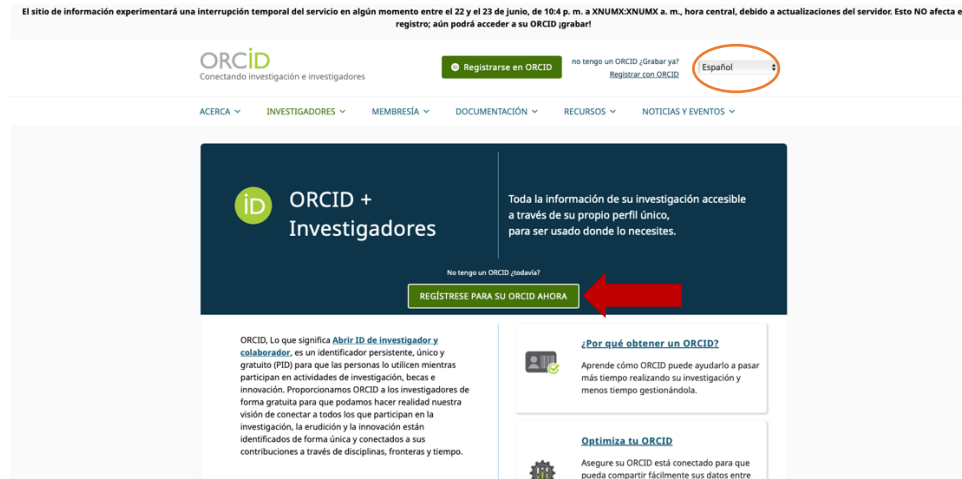 El sitio de información experimentará una interrupción temporal del servicio en algún momento entre el 22 y el 23 de junio, de 10:4 p. m. a XNUMX:XNUMX a. m., hora central, debido a actualizaciones del servidor. Esto NO afecta e
registro; aún podrá acceder a su ORCID ¡grabar!
ORCID
Conectando investigación e investigadores
Registrarse en ORCID
no tengo un ORCID ¿Grabar ya?
Registrar con ORCID
Español
ACERCA INVESTIGADORES MEMBRESÍA DOCUMENTACIÓN RECURSOS NOTICIAS Y EVENTOS
iD
ORCID +
Investigadores
Toda la información de su investigación accesible
a través de su propio perfil único,
para ser usado donde lo necesites.
No tengo un ORCID ¿todavía?
REGÍSTRESE PARA SU ORCID AHORA
ORCID, Lo que significa Abrir ID de investigador y
colaborador, es un identificador persistente, único y
gratuito (PID) para que las personas lo utilicen mientras
participan en actividades de investigación, becas e
innovación. Proporcionamos ORCID a los investigadores de
forma gratuita para que podamos hacer realidad nuestra
visión de conectar a todos los que participan en la
investigación, la erudición y la innovación están
identificados de forma única y conectados a sus
contribuciones a través de disciplinas, fronteras y tiempo.
¿Por qué obtener un ORCID?
Aprende cómo ORCID puede ayudarlo a pasar
más tiempo realizando su investigación y
menos tiempo gestionándola.
Optimiza tu ORCID
Asegure su ORCID está conectado para que
pueda compartir fácilmente sus datos entre